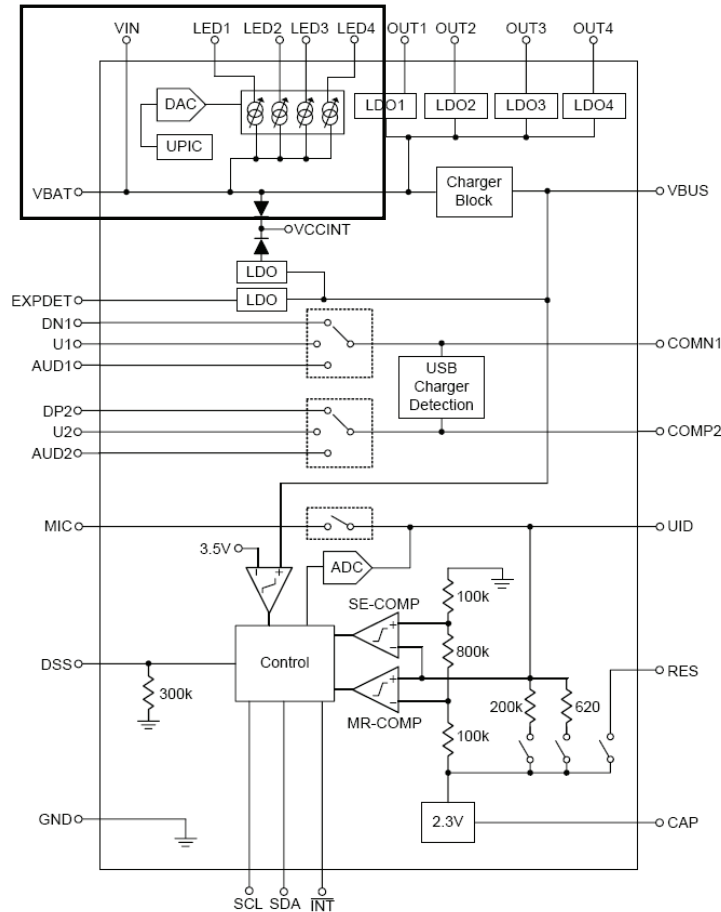 VIN LED1 LED2 LED3 LED4 OUT1 OUT2 OUT3 OUT4
DAC
LDO1 LDO2 LDO3 LDO4
UPIC
VBAT
Charger
Block
VBUS
VCCINT
LDO
EXPDET
LDO
DN1
U1
COMN1
AUD1
USB
Charger
Detection
DP2
U2
COMP2
AUD2
MIC
UID
3.5V
- +
ADC
100k
SE-COMP
+
-
800k
Control
DSS
300k
+
-
MR-COMP
RES
200k
620
100k
GND
2.3V
CAP
SCL SDA INT